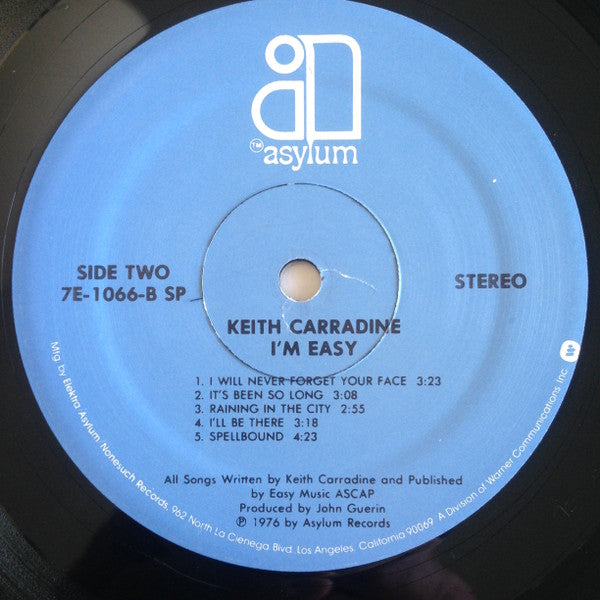 TM asylum
SIDE TWO
7E-1066-B SP
STEREO
KEITH CARRADINE
I'M EASY
1. I WILL NEVER FORGET YOUR FACE 3:23
2. IT'S BEEN SO LONG 3:08
3. RAINING IN THE CITY 2:55
4. I'LL BE THERE 3:18
5. SPELLBOUND 4:23
All Songs Written by Keith Carradine and Published
by Easy Music ASCAP
Produced by John Guerin
℗ 1976 by Asylum Records
Mfg. by Elektra Asylum Nonesuch Records, 962 North La Cienega Blvd. Los Angeles, California 90069 A Division of Warner Communications Inc